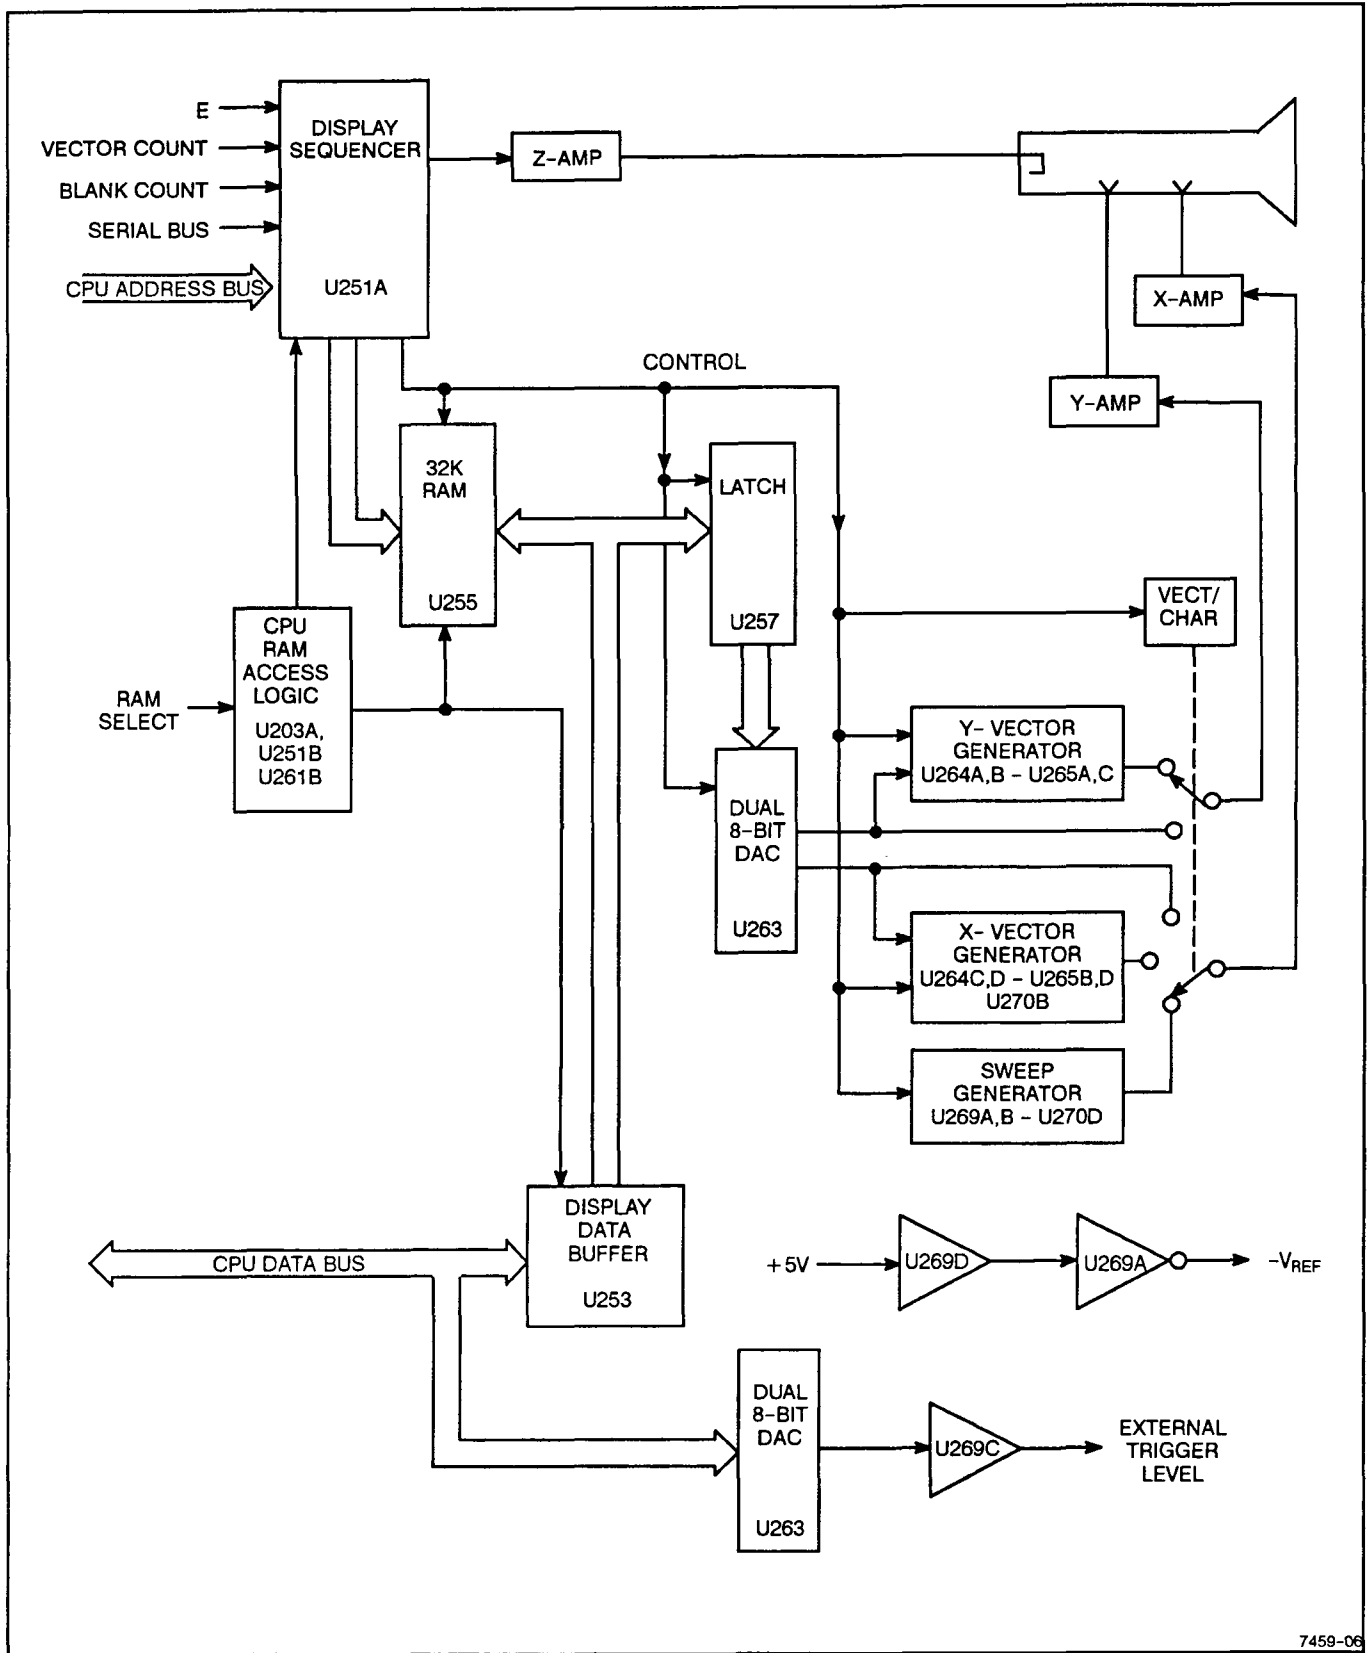 E
VECTOR COUNT
BLANK COUNT
SERIAL BUS
CPU ADDRESS BUS
DISPLAY
SEQUENCER
U251A
Z-AMP
X-AMP
Y-AMP
CONTROL
32K
RAM
U255
LATCH
U257
VECT/
CHAR
RAM
SELECT
CPU
RAM
ACCESS
LOGIC
U203A,
U251B
U261B
Y- VECTOR
GENERATOR
U264A,B - U265A,C
DUAL
8-BIT
DAC
U263
X- VECTOR
GENERATOR
U264C,D - U265B,D
U270B
SWEEP
GENERATOR
U269A,B - U270D
CPU DATA BUS
DISPLAY
DATA
BUFFER
U253
+5V
U269D
U269A
-VREF
DUAL
8-BIT
DAC
U263
U269C
EXTERNAL
TRIGGER
LEVEL
7459-06